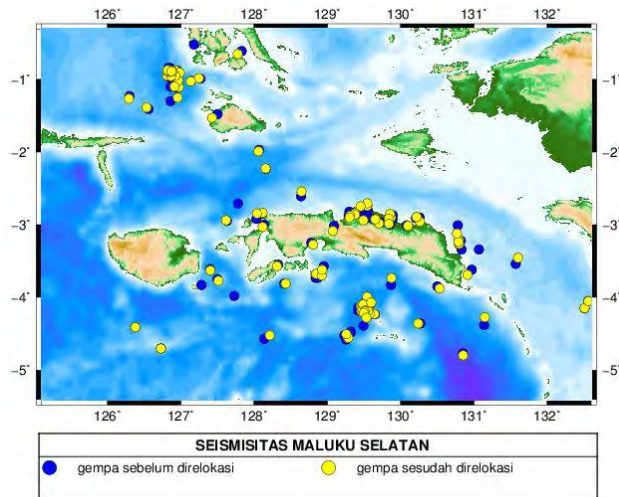 126° 127° 128° 129° 130° 131° 132°
-1° -1°
-2° -2°
-3° -3°
-4° -4°
-5° -5°
126° 127° 128° 129° 130° 131° 132°
SEISMISITAS MALUKU SELATAN
gempa sebelum direlokasi gempa sesudah direlokasi